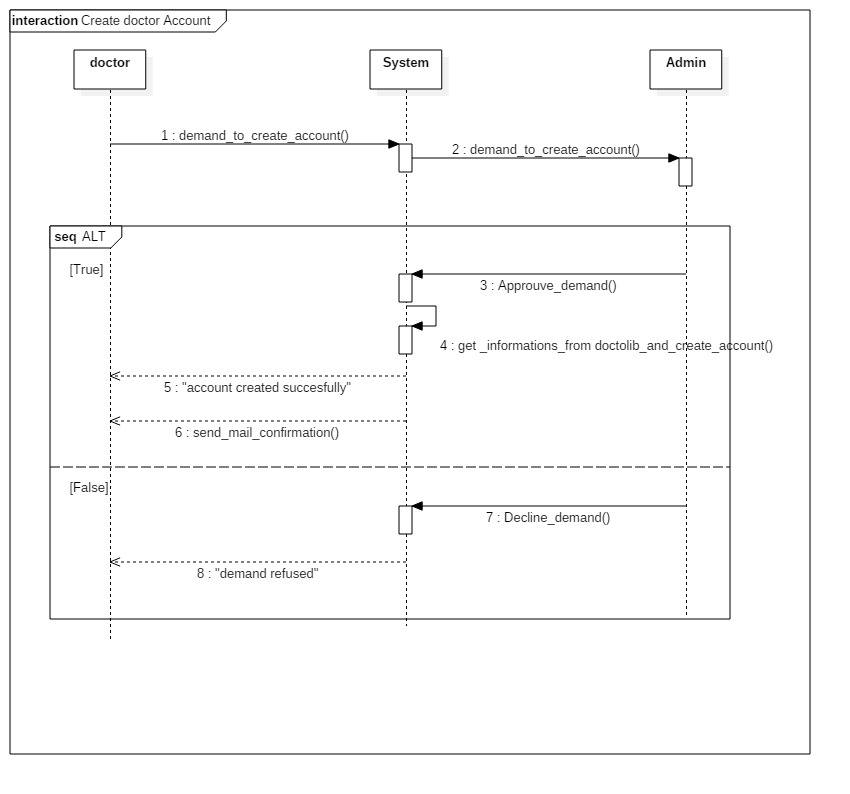 interaction Create doctor Account
doctor
System
Admin
1 : demand_to_create_account()
2 : demand_to_create_account()
seq ALT
[True]
3 : Approuve_demand()
4 : get _informations_from doctolib_and_create_account()
5 : "account created succesfully"
6 : send_mail_confirmation()
[False]
7 : Decline_demand()
8 : "demand refused"